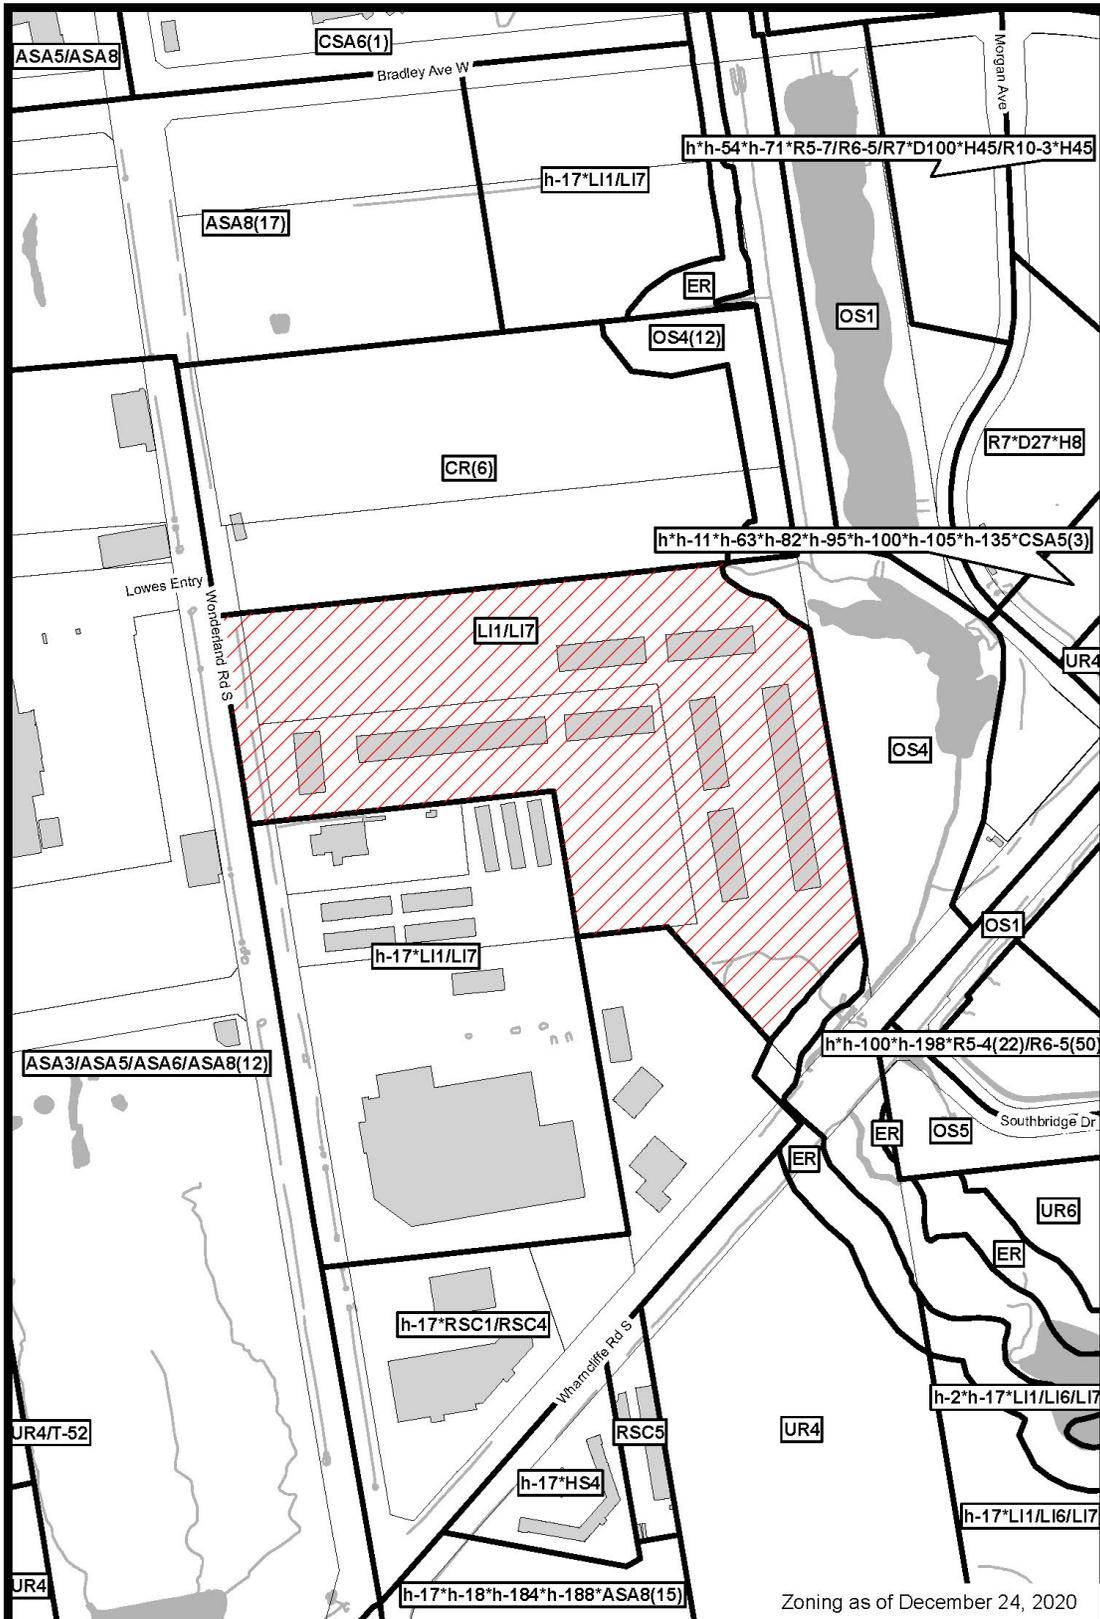 CSA6(1)
ASA5/ASA8
Bradley Ave W
Morgan Ave
h*h-54*h-71*R5-7/R6-5/R7*D100*H45/R10-3*H45
h-17*LI1/LI7
ASA8(17)
ER
OS1
OS4(12)
R7*D27*H8
CR(6)
h*h-11*h-63*h-82*h-95*h-100*h-105*h-135*CSA5(3)
Lowes Entry
Wonderland Rd S
LI1/LI7
UR4
OS4
OS1
h-17*LI1/LI7
h*h-100*h-198*R5-4(22)/R6-5(50)
ASA3/ASA5/ASA6/ASA8(12)
Southbridge Dr
ER
OS5
ER
UR6
ER
h-17*RSC1/RSC4
Wharncliffe Rd S
h-2*h-17*LI1/LI6/LI7
UR4/T-52
RSC5
UR4
h-17*HS4
h-17*LI1/LI6/LI7
UR4
h-17*h-18*h-184*h-188*ASA8(15)
Zoning as of December 24, 2020